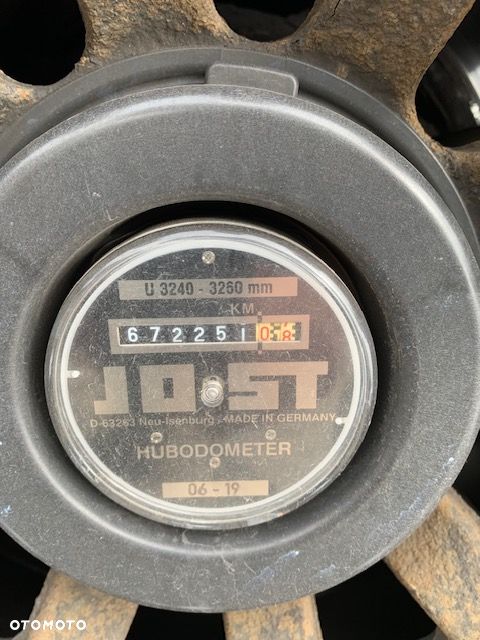 U 3240 - 3260 mm
KM
672251 08
JOST
D-63263 Neu-Isenburg - MADE IN GERMANY
HUBODOMETER
06 - 19
OTOMOTO